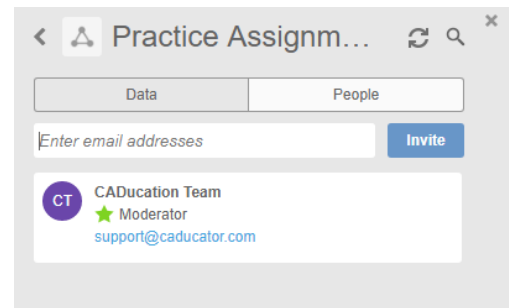 Practice Assignm...
Data People
Enter email addresses Invite
CT CADucation Team
Moderator
support@caducator.com